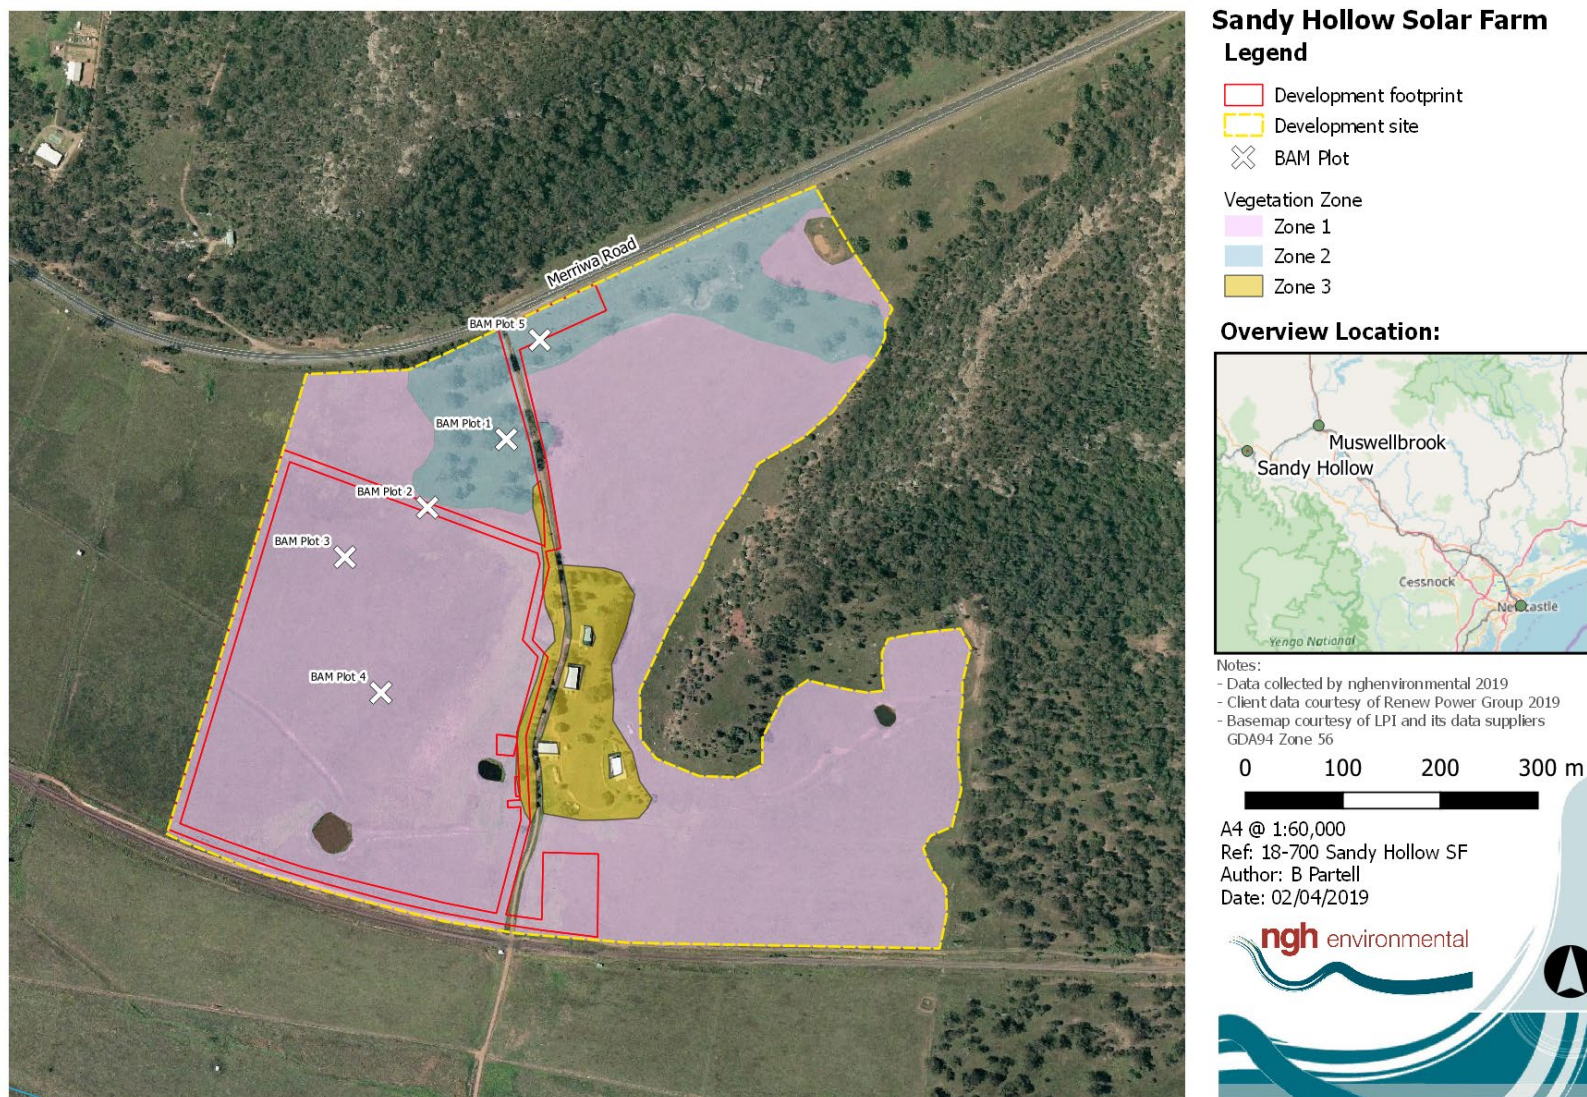 Sandy Hollow Solar Farm
Legend
Development footprint
Development site
BAM Plot
Vegetation Zone
Zone 1
Zone 2
Zone 3
Overview Location:
Muswellbrook
Sandy Hollow
Cessnock
Newcastle
Yengo National
Notes:
- Data collected by nghenvironmental 2019
- Client data courtesy of Renew Power Group 2019
- Basemap courtesy of LPI and its data suppliers
GDA94 Zone 56
0 100 200 300 m
A4 @ 1:60,000
Ref: 18-700 Sandy Hollow SF
Author: B Partell
Date: 02/04/2019
ngh environmental
Merriwa Road
BAM Plot 5
BAM Plot 1
BAM Plot 2
BAM Plot 3
BAM Plot 4